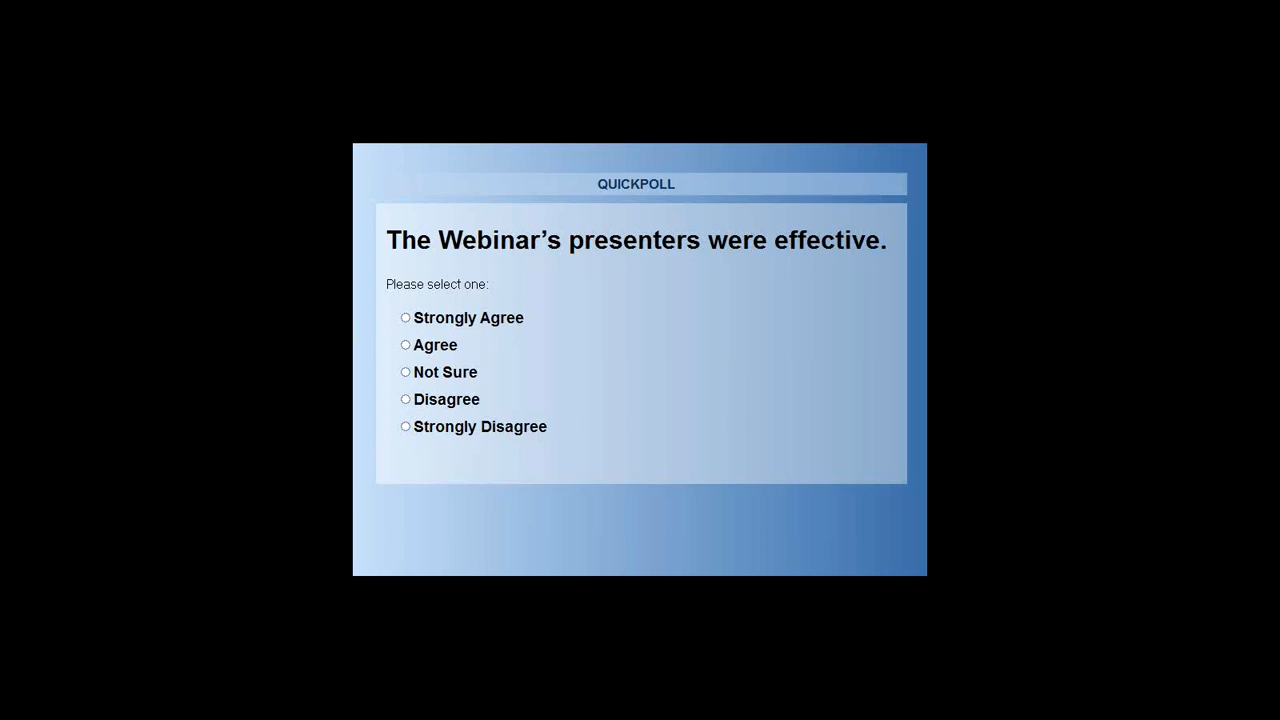 QUICKPOLL
The Webinar’s presenters were effective.
Please select one:
Strongly Agree
Agree
Not Sure
Disagree
Strongly Disagree